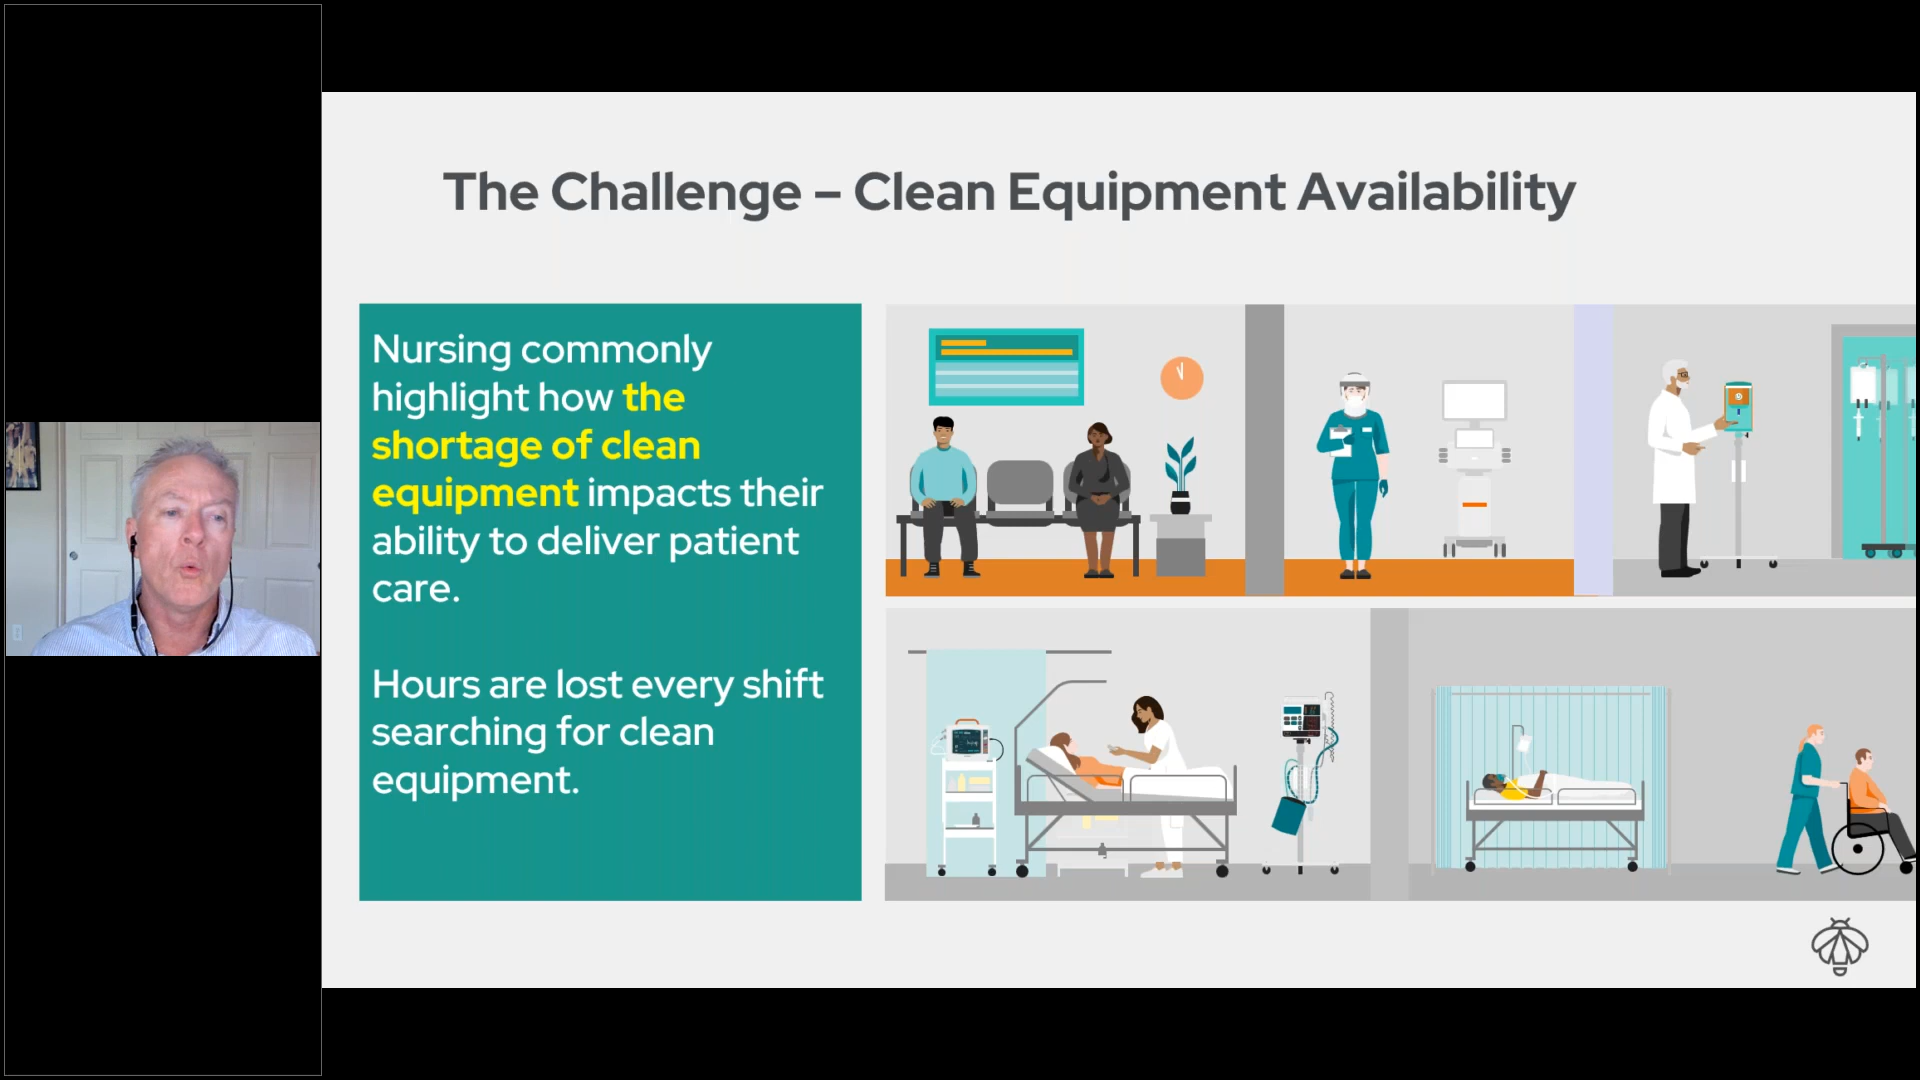 The Challenge – Clean Equipment Availability
Nursing commonly
highlight how the
shortage of clean
equipment impacts their
ability to deliver patient
care.
Hours are lost every shift
searching for clean
equipment.